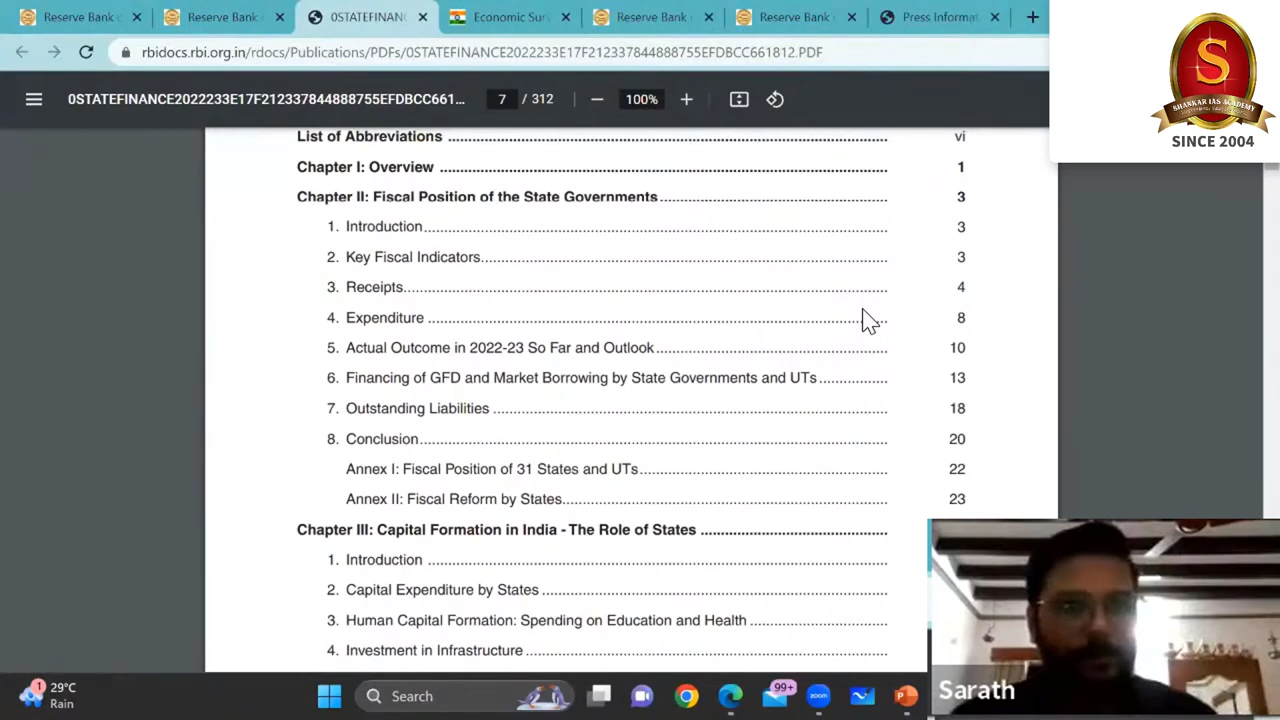 Reserve Bank
Reserve Bank
0STATEFINAN
Economic Sur
Reserve Bank
Reserve Bank
Press Informat
rbidocs.rbi.org.in/rdocs/Publications/PDFs/0STATEFINANCE2022233E17F212337844888755EFDBCC661812.PDF
0STATEFINANCE2022233E17F212337844888755EFDBCC661... 7 / 312 100%
S
SHANKAR IAS ACADEMY
SINCE 2004
List of Abbreviations ........ vi
Chapter I: Overview ........ 1
Chapter II: Fiscal Position of the State Governments ........ 3
1. Introduction ........ 3
2. Key Fiscal Indicators ........ 3
3. Receipts ........ 4
4. Expenditure ........ 8
5. Actual Outcome in 2022-23 So Far and Outlook ........ 10
6. Financing of GFD and Market Borrowing by State Governments and UTs ........ 13
7. Outstanding Liabilities ........ 18
8. Conclusion ........ 20
Annex I: Fiscal Position of 31 States and UTs ........ 22
Annex II: Fiscal Reform by States ........ 23
Chapter III: Capital Formation in India - The Role of States ........
1. Introduction ........
2. Capital Expenditure by States ........
3. Human Capital Formation: Spending on Education and Health ........
4. Investment in Infrastructure ........
Sarath
1
29°C
Rain
Search
99+
zoom